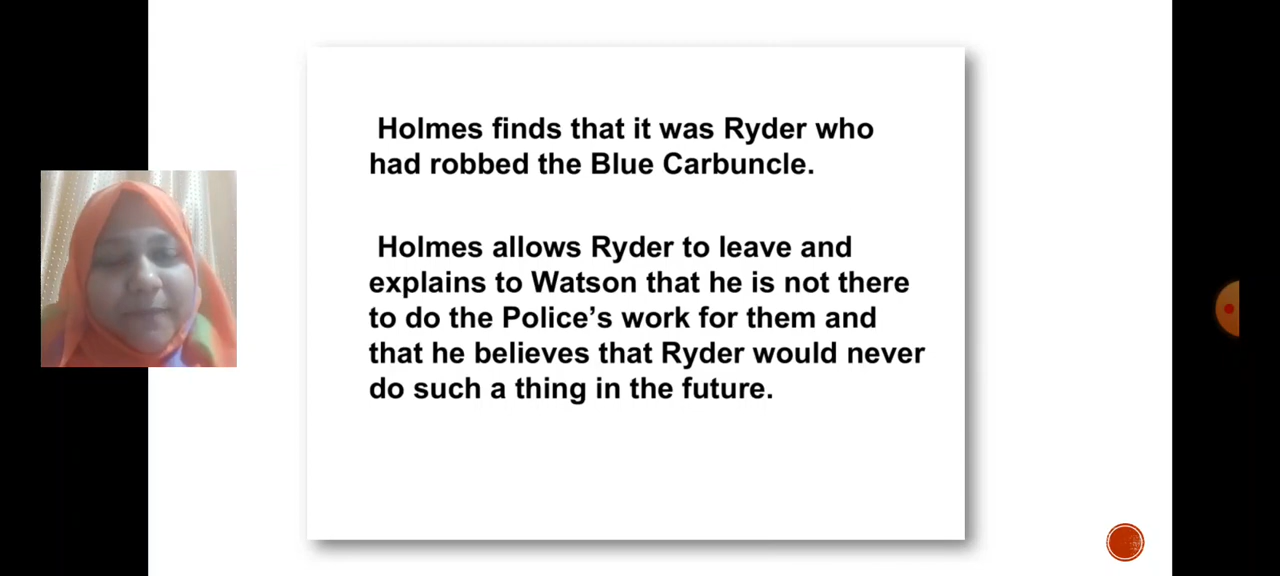 Holmes finds that it was Ryder who
had robbed the Blue Carbuncle.
Holmes allows Ryder to leave and
explains to Watson that he is not there
to do the Police’s work for them and
that he believes that Ryder would never
do such a thing in the future.